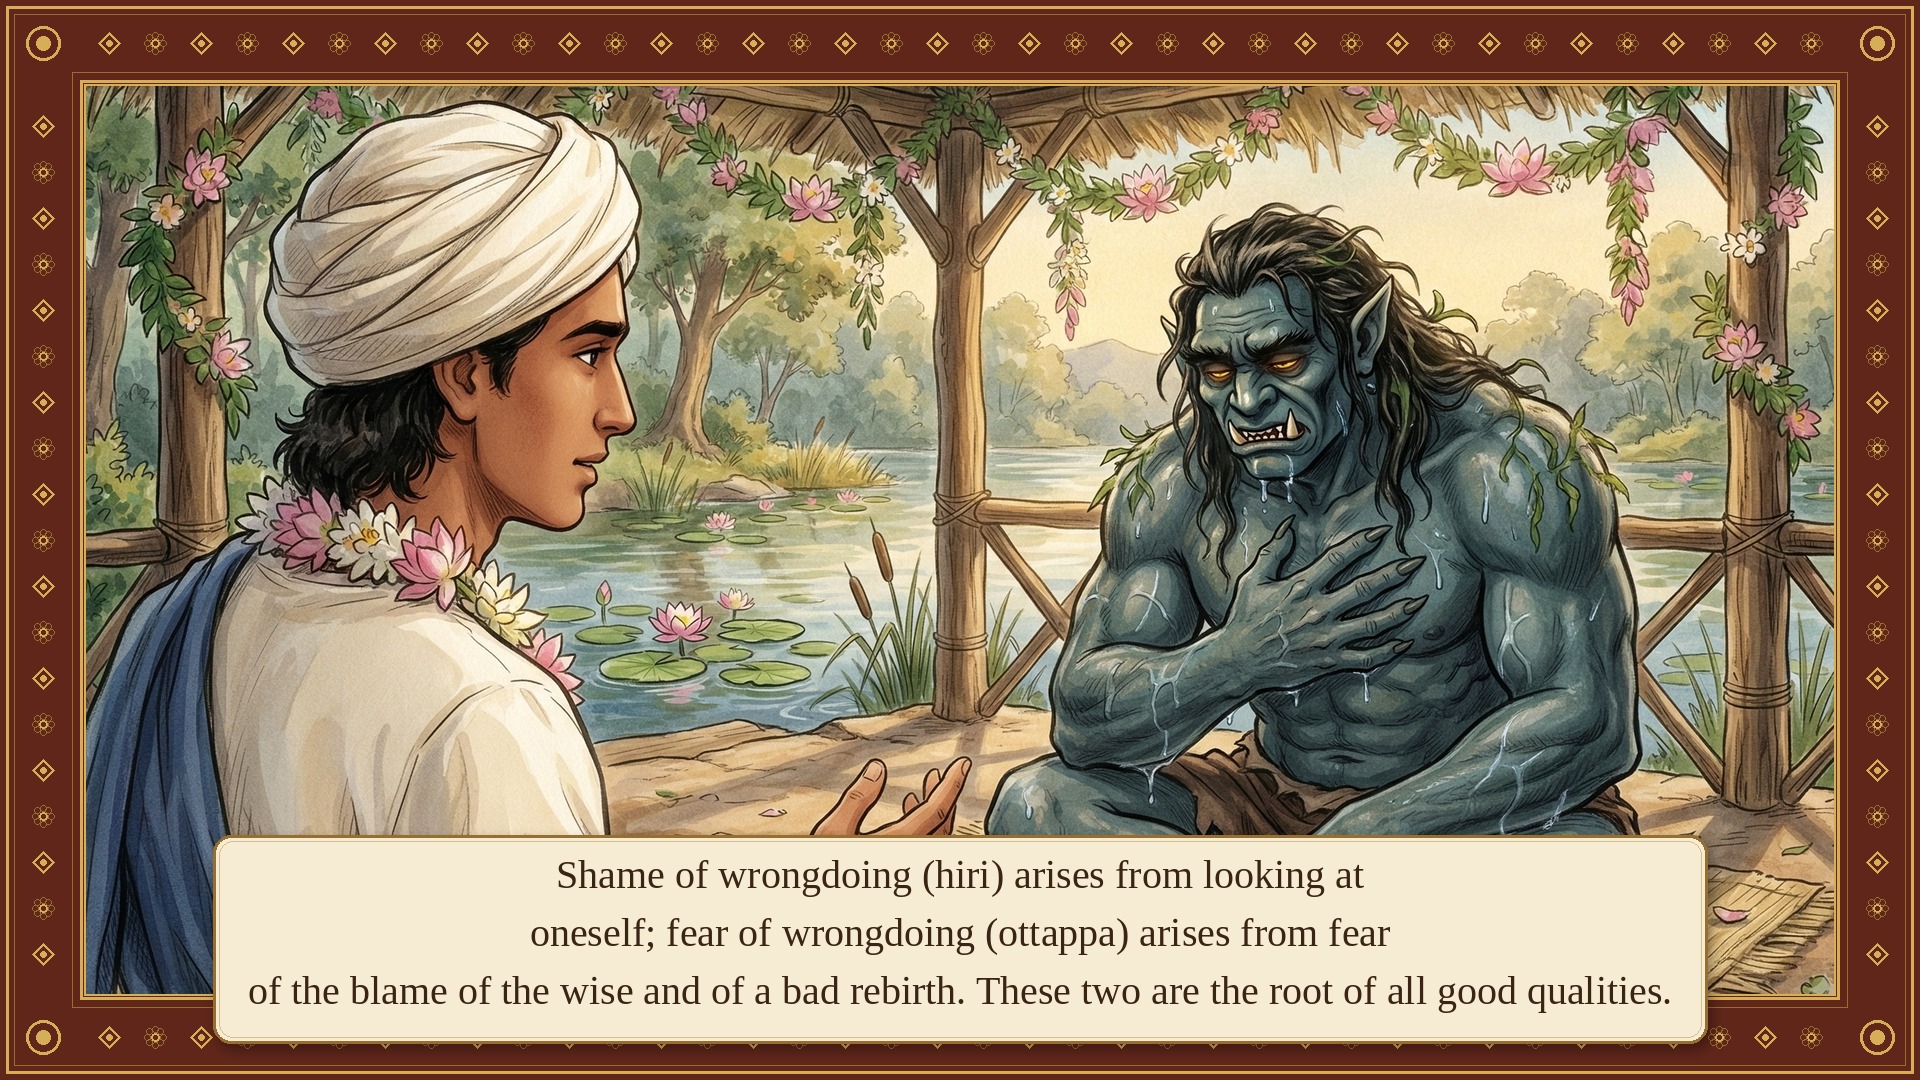 Shame of wrongdoing (hiri) arises from looking at
oneself; fear of wrongdoing (ottappa) arises from fear
of the blame of the wise and of a bad rebirth. These two are the root of all good qualities.